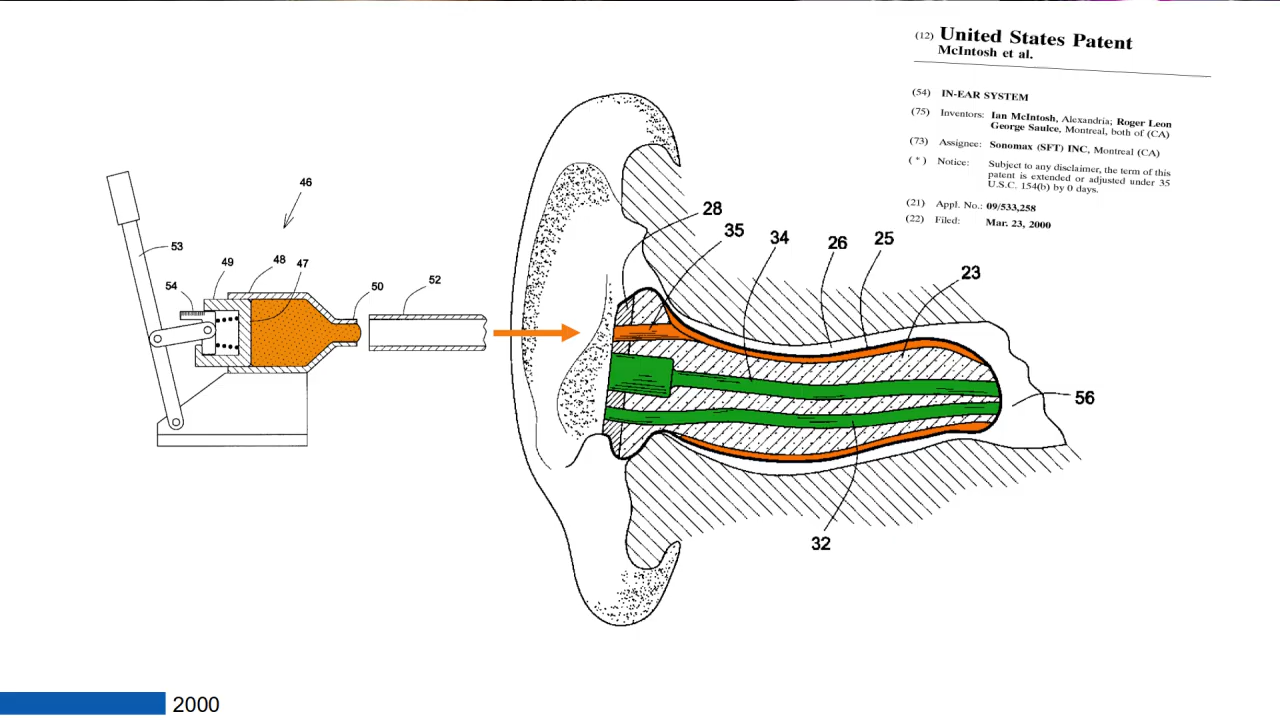 (12) United States Patent
McIntosh et al.
(54) IN-EAR SYSTEM
(75) Inventors: Ian McIntosh, Alexandria; Roger Leon
George Saulce, Montreal, both of (CA)
(73) Assignee: Sonomax (SFT) INC, Montreal (CA)
(*) Notice: Subject to any disclaimer, the term of this
patent is extended or adjusted under 35
U.S.C. 154(b) by 0 days.
(21) Appl. No.: 09/533,258
(22) Filed: Mar. 23, 2000
46
53
49
48
47
54
50
52
28
35
34
26
25
23
56
32
2000